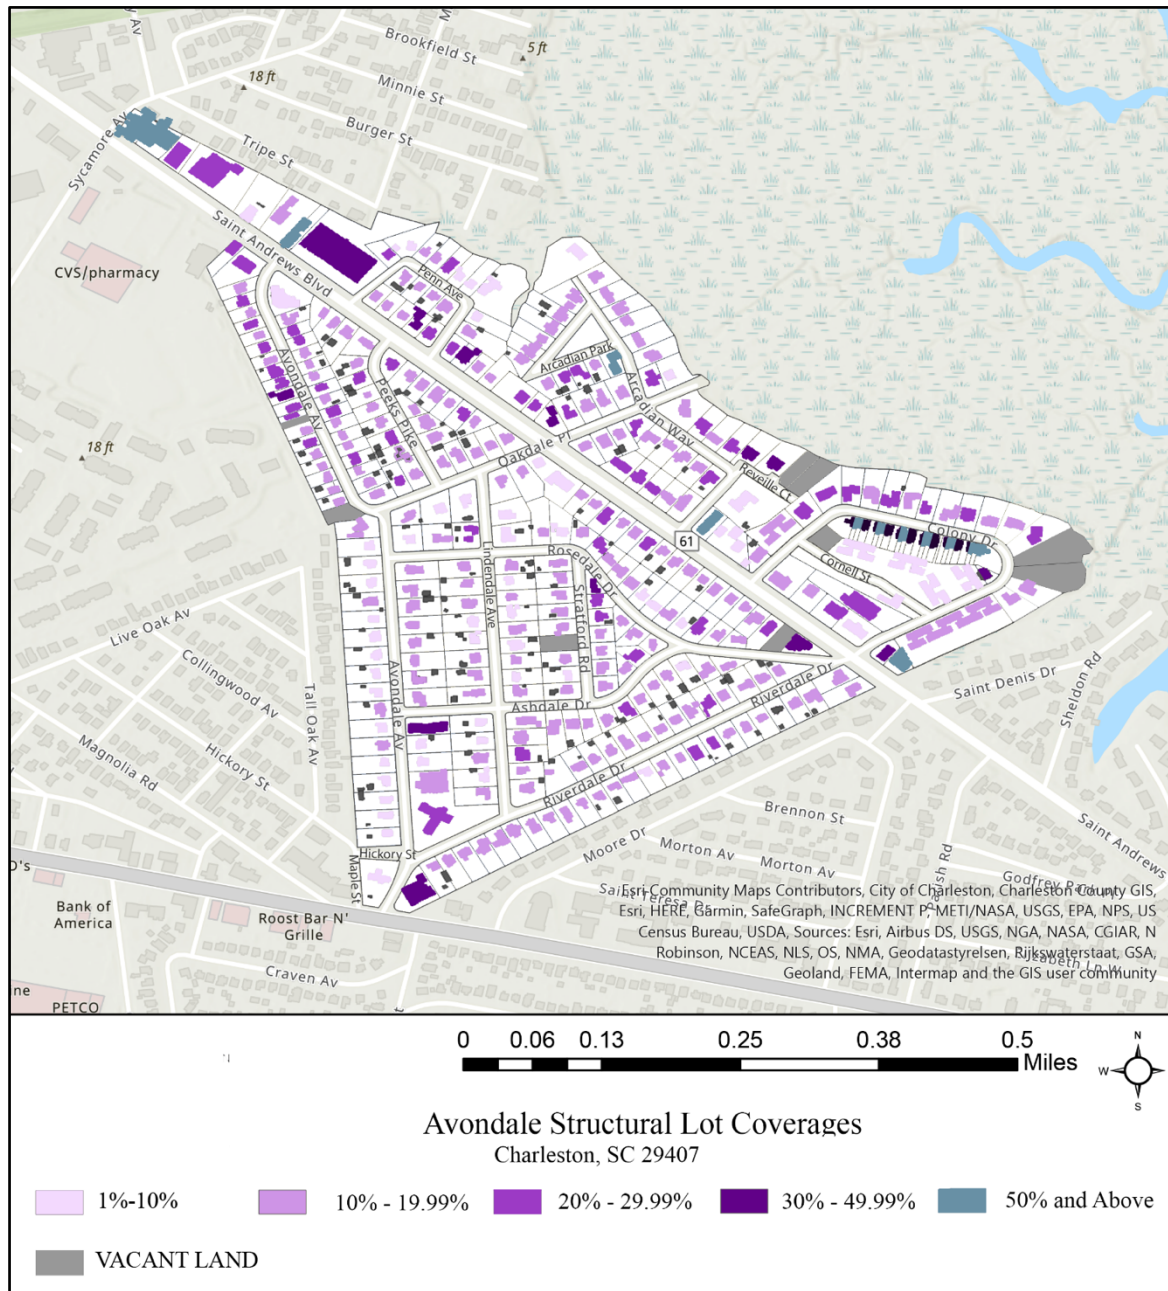 Brookfield St
5 ft
18 ft
Minnie St
Burger St
Tripe St
Sycamore Av
Saint Andrews Blvd
CVS/pharmacy
Penn Ave
Arcadian Park
Avondale Av
Peeks Pike
Arcadian Way
18 ft
Oakdale Pl
Reveille Ct
61
Colony Dr
Cornell St
Rosedale Dr
Live Oak Av
Stratford Rd
Collingwood Av
Tall Oak Av
Avondale Av
Ashdale Dr
Riverdale Dr
Saint Denis Dr
Sheldon Rd
Hickory St
Magnolia Rd
Riverdale Dr
Brennon St
Moore Dr
Morton Av
Morton Av
Saint Andrews
Hickory St
Maple St
Bank of
America
Roost Bar N'
Grille
Craven Av
PETCO
Esri Community Maps Contributors, City of Charleston, Charleston County GIS,
Esri, HERE, Garmin, SafeGraph, INCREMENT P, METI/NASA, USGS, EPA, NPS, US
Census Bureau, USDA, Sources: Esri, Airbus DS, USGS, NGA, NASA, CGIAR, N
Robinson, NCEAS, NLS, OS, NMA, Geodatastyrelsen, Rijkswaterstaat, GSA,
Geoland, FEMA, Intermap and the GIS user community
0 0.06 0.13 0.25 0.38 0.5
Miles
N
W
S
Avondale Structural Lot Coverages
Charleston, SC 29407
1%-10%
10% - 19.99%
20% - 29.99%
30% - 49.99%
50% and Above
VACANT LAND